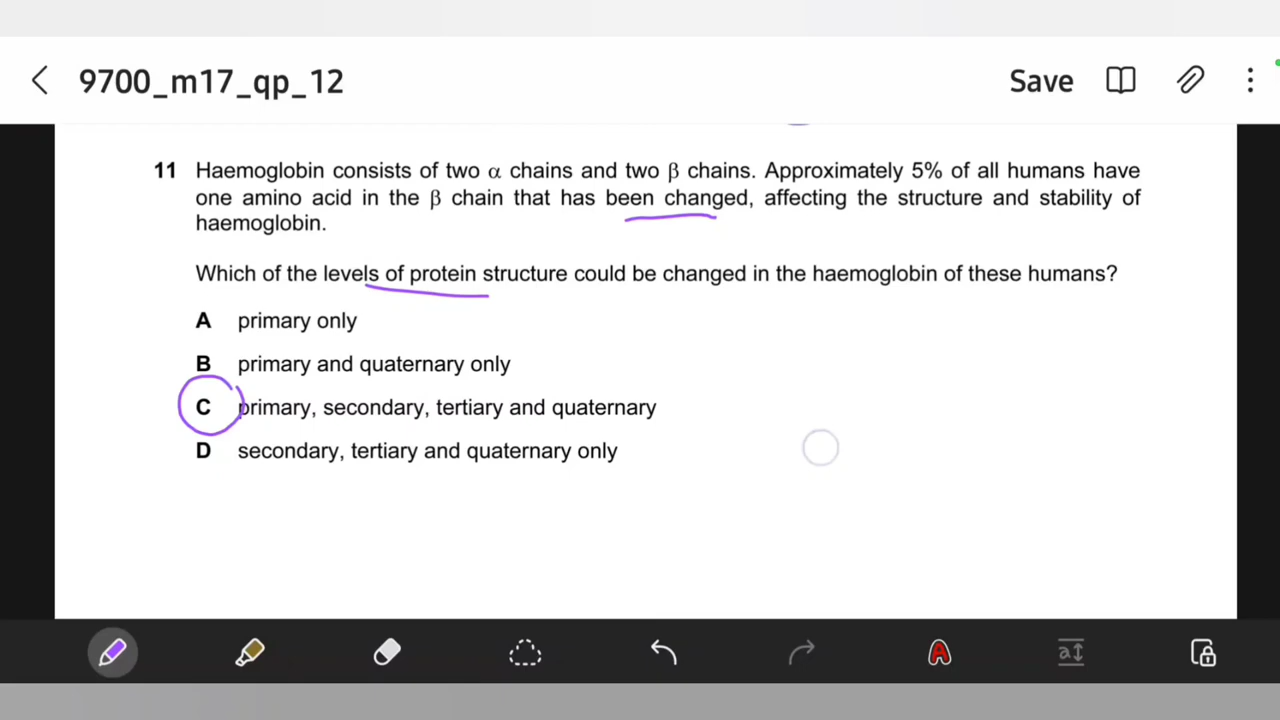 9700_m17_qp_12
Save
11 Haemoglobin consists of two α chains and two β chains. Approximately 5% of all humans have
one amino acid in the β chain that has been changed, affecting the structure and stability of
haemoglobin.
Which of the levels of protein structure could be changed in the haemoglobin of these humans?
A primary only
B primary and quaternary only
C primary, secondary, tertiary and quaternary
D secondary, tertiary and quaternary only
A
a